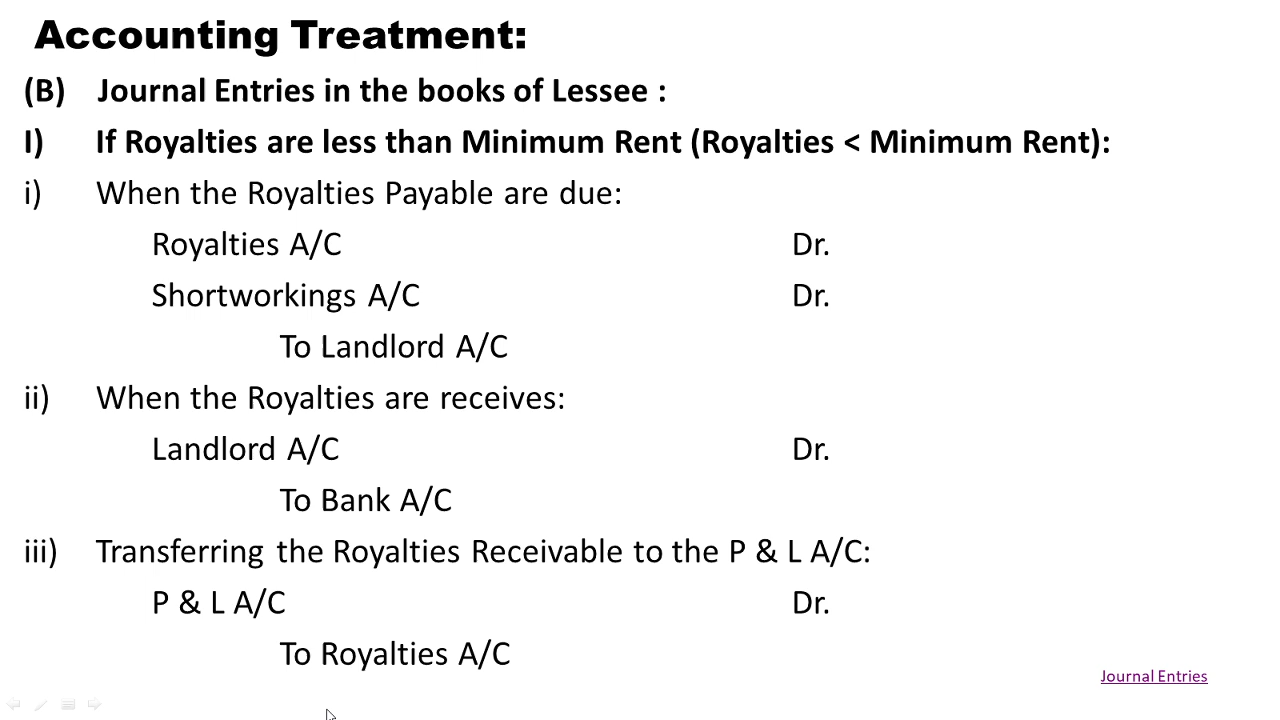 Accounting Treatment:
(B) Journal Entries in the books of Lessee :
I) If Royalties are less than Minimum Rent (Royalties < Minimum Rent):
i) When the Royalties Payable are due:
Royalties A/C Dr.
Shortworkings A/C Dr.
To Landlord A/C
ii) When the Royalties are receives:
Landlord A/C Dr.
To Bank A/C
iii) Transferring the Royalties Receivable to the P & L A/C:
P & L A/C Dr.
To Royalties A/C
Journal Entries